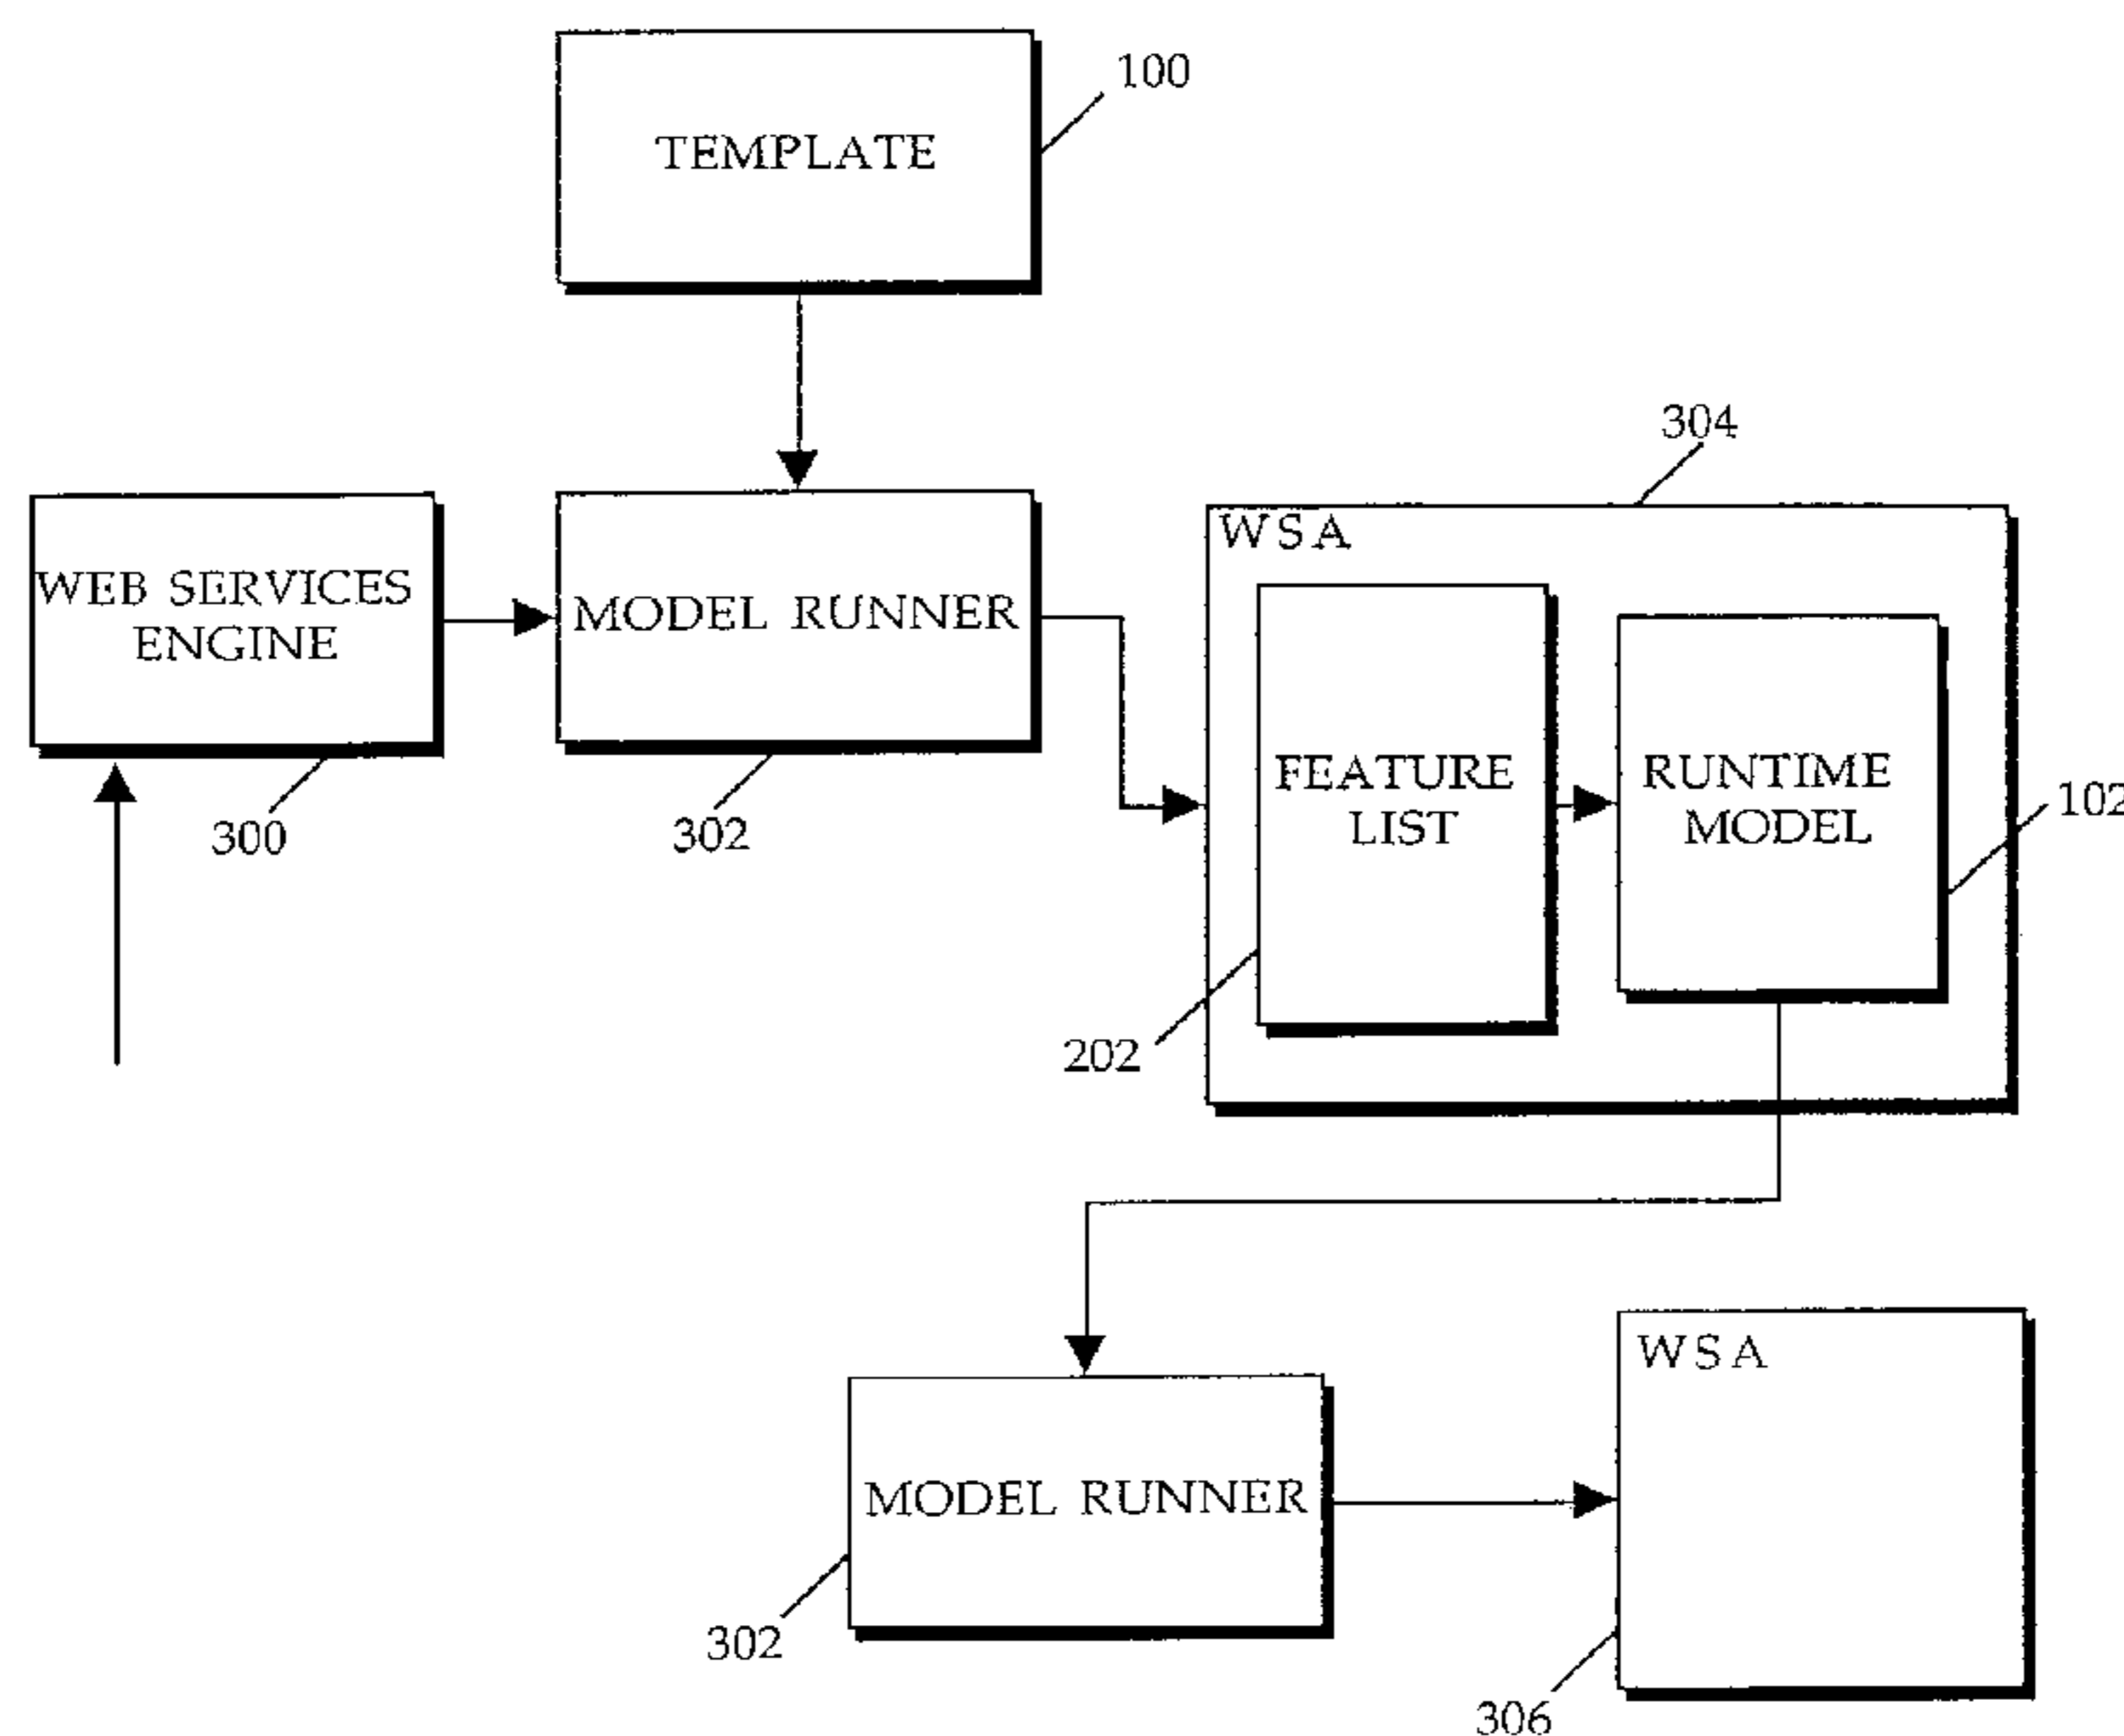 TEMPLATE
100
304
WSA
WEB SERVICES
ENGINE
MODEL RUNNER
300
302
FEATURE
LIST
RUNTIME
MODEL
102
202
WSA
MODEL RUNNER
302
306